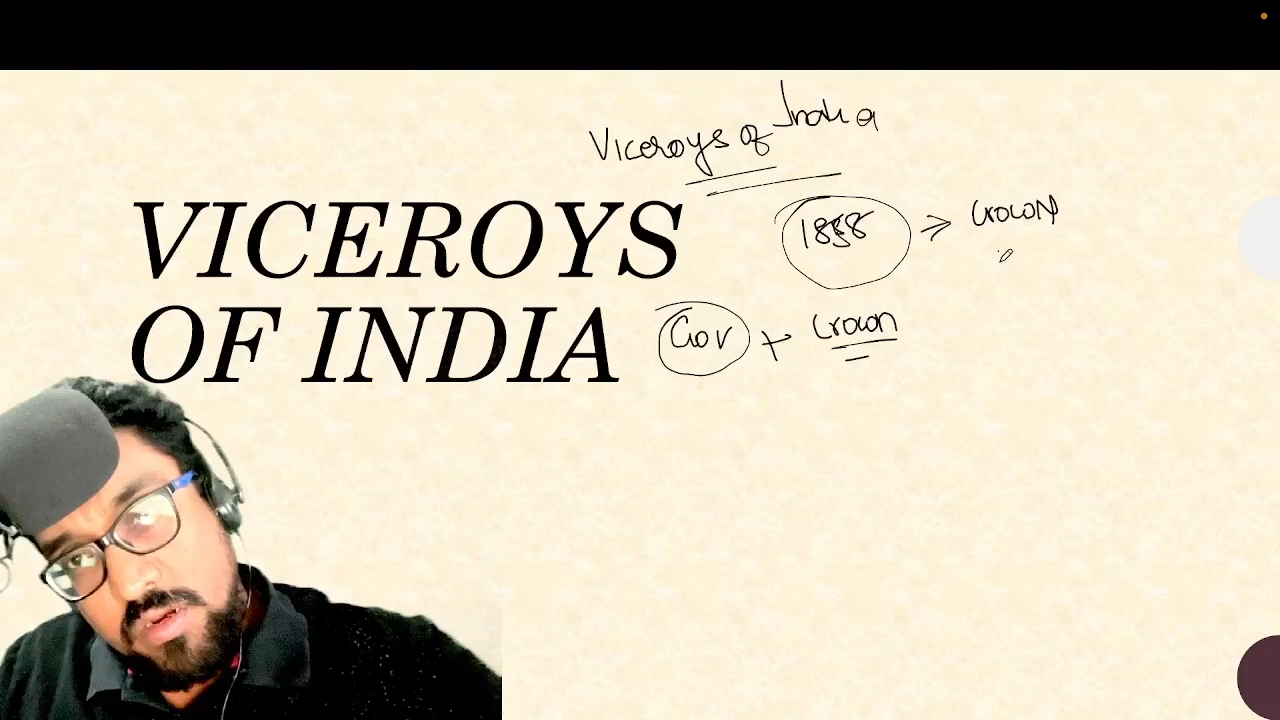 Viceroys of India
VICEROYS
OF INDIA
1858 => Crown
Gov + Crown